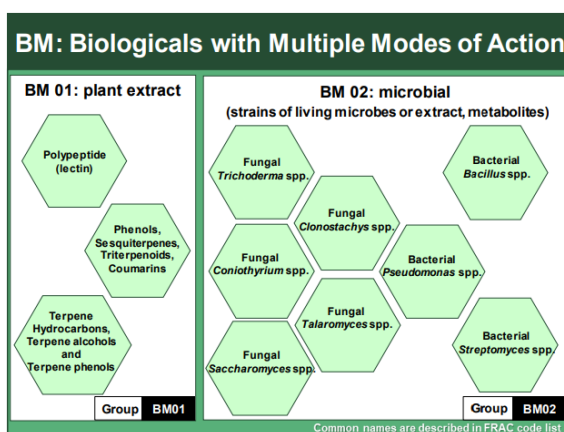 BM: Biologicals with Multiple Modes of Action
BM 01: plant extract
Polypeptide
(lectin)
Phenols,
Sesquiterpenes,
Triterpenoids,
Coumarins
Terpene
Hydrocarbons,
Terpene alcohols
and
Terpene phenols
Group BM01
BM 02: microbial
(strains of living microbes or extract, metabolites)
Fungal
Trichoderma spp.
Fungal
Clonostachys spp.
Fungal
Coniothyrium spp.
Fungal
Talaromyces spp.
Fungal
Saccharomyces spp.
Bacterial
Bacillus spp.
Bacterial
Pseudomonas spp.
Bacterial
Streptomyces spp.
Group BM02
Common names are described in FRAC code list